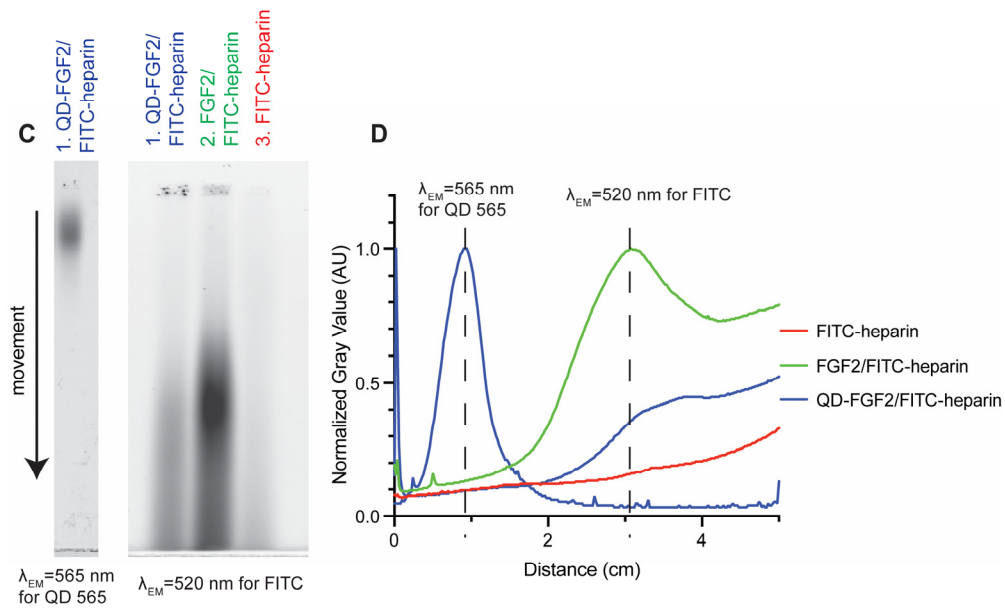 C
1. QD-FGF2/
FITC-heparin
1. QD-FGF2/
FITC-heparin
2. FGF2/
FITC-heparin
3. FITC-heparin
movement
λEM=565 nm
for QD 565
λEM=520 nm for FITC
D
λEM=565 nm
for QD 565
λEM=520 nm for FITC
Normalized Gray Value (AU)
1.0
0.5
0.0
0
2
4
Distance (cm)
FITC-heparin
FGF2/FITC-heparin
QD-FGF2/FITC-heparin